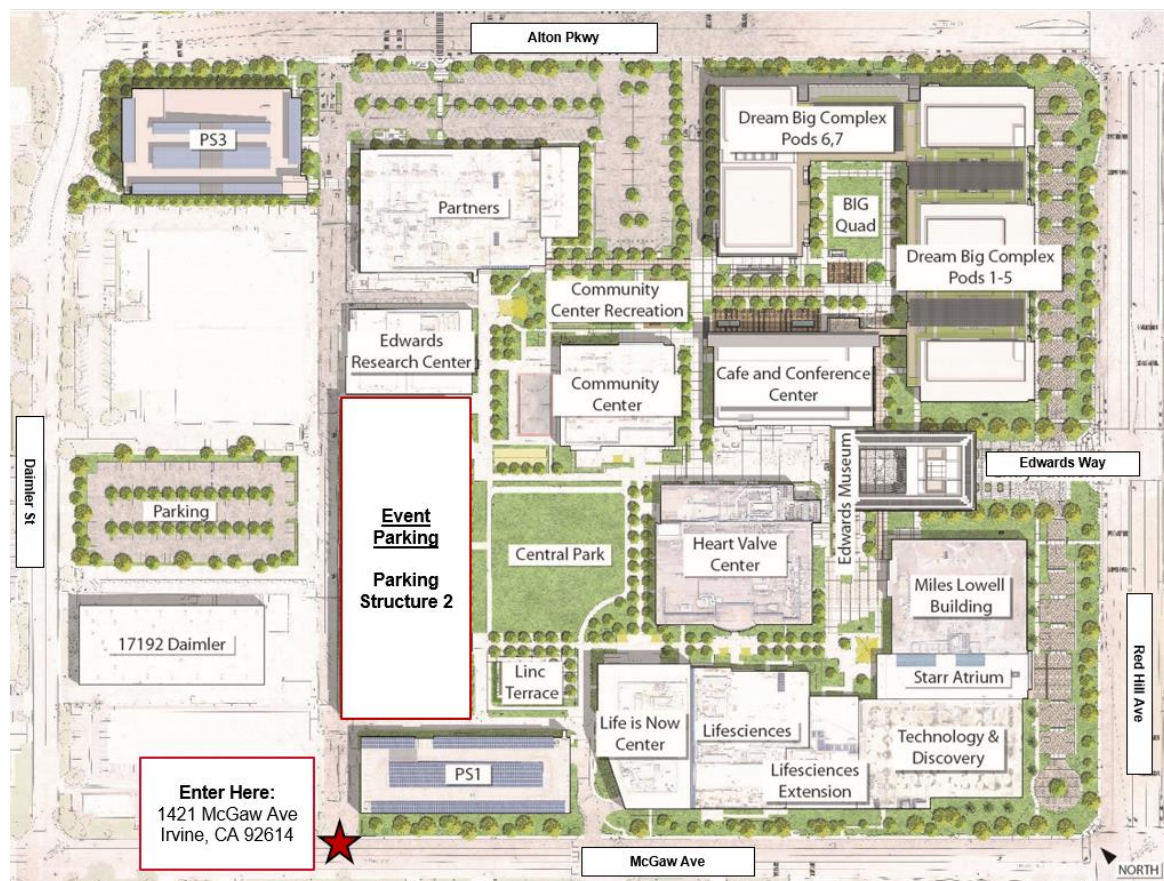 Alton Pkwy
PS3
Dream Big Complex
Pods 6,7
Partners
BIG
Quad
Dream Big Complex
Pods 1-5
Community
Center Recreation
Edwards
Research Center
Community
Center
Cafe and Conference
Center
Daimler St
Edwards Way
Edwards Museum
Parking
Event
Parking
Parking
Structure 2
Central Park
Heart Valve
Center
Miles Lowell
Building
17192 Daimler
Linc
Terrace
Starr Atrium
Red Hill Ave
Life is Now
Center
Lifesciences
Technology &
Discovery
Lifesciences
Extension
PS1
Enter Here:
1421 McGaw Ave
Irvine, CA 92614
McGaw Ave
NORTH